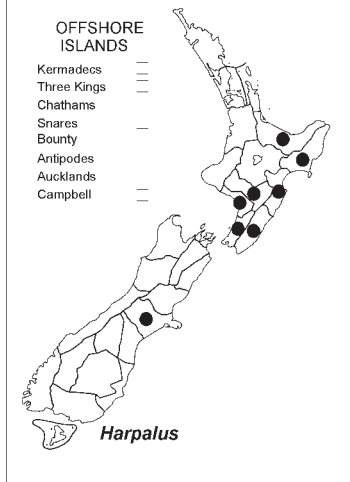 OFFSHORE
ISLANDS
Kermadecs
Three Kings
Chathams
Snares
Bounty
Antipodes
Aucklands
Campbell
Harpalus